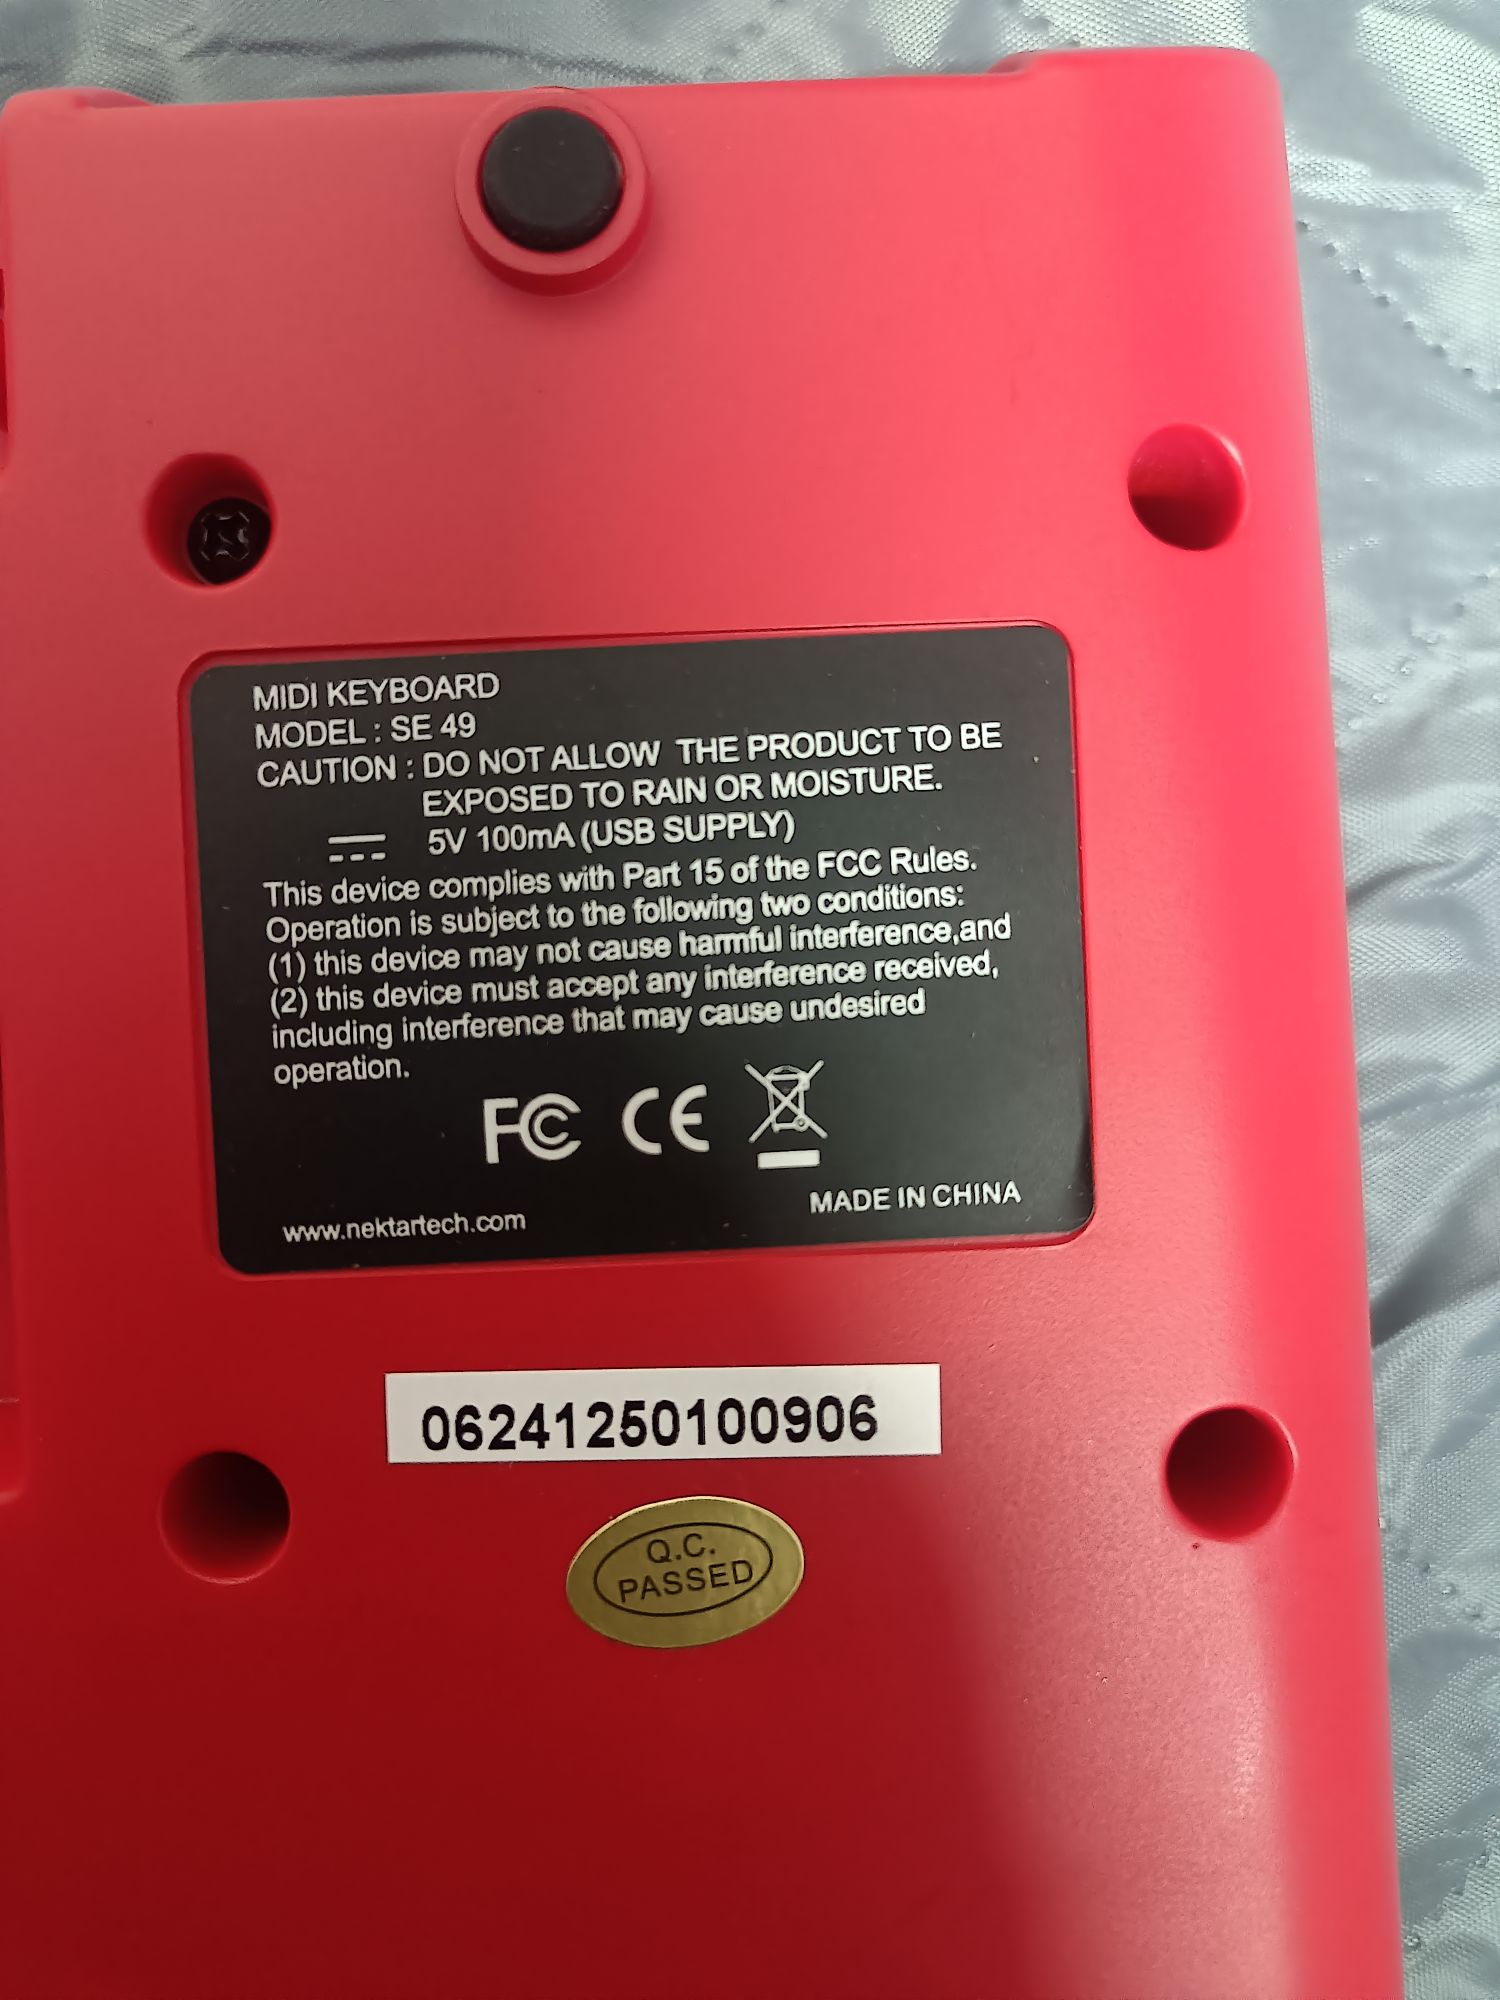 MIDI KEYBOARD
MODEL : SE 49
CAUTION : DO NOT ALLOW THE PRODUCT TO BE
EXPOSED TO RAIN OR MOISTURE.
5V 100mA (USB SUPPLY)
This device complies with Part 15 of the FCC Rules.
Operation is subject to the following two conditions:
(1) this device may not cause harmful interference,and
(2) this device must accept any interference received,
including interference that may cause undesired
operation.
FC CE
www.nektartech.com MADE IN CHINA
06241250100906
Q.C.
PASSED